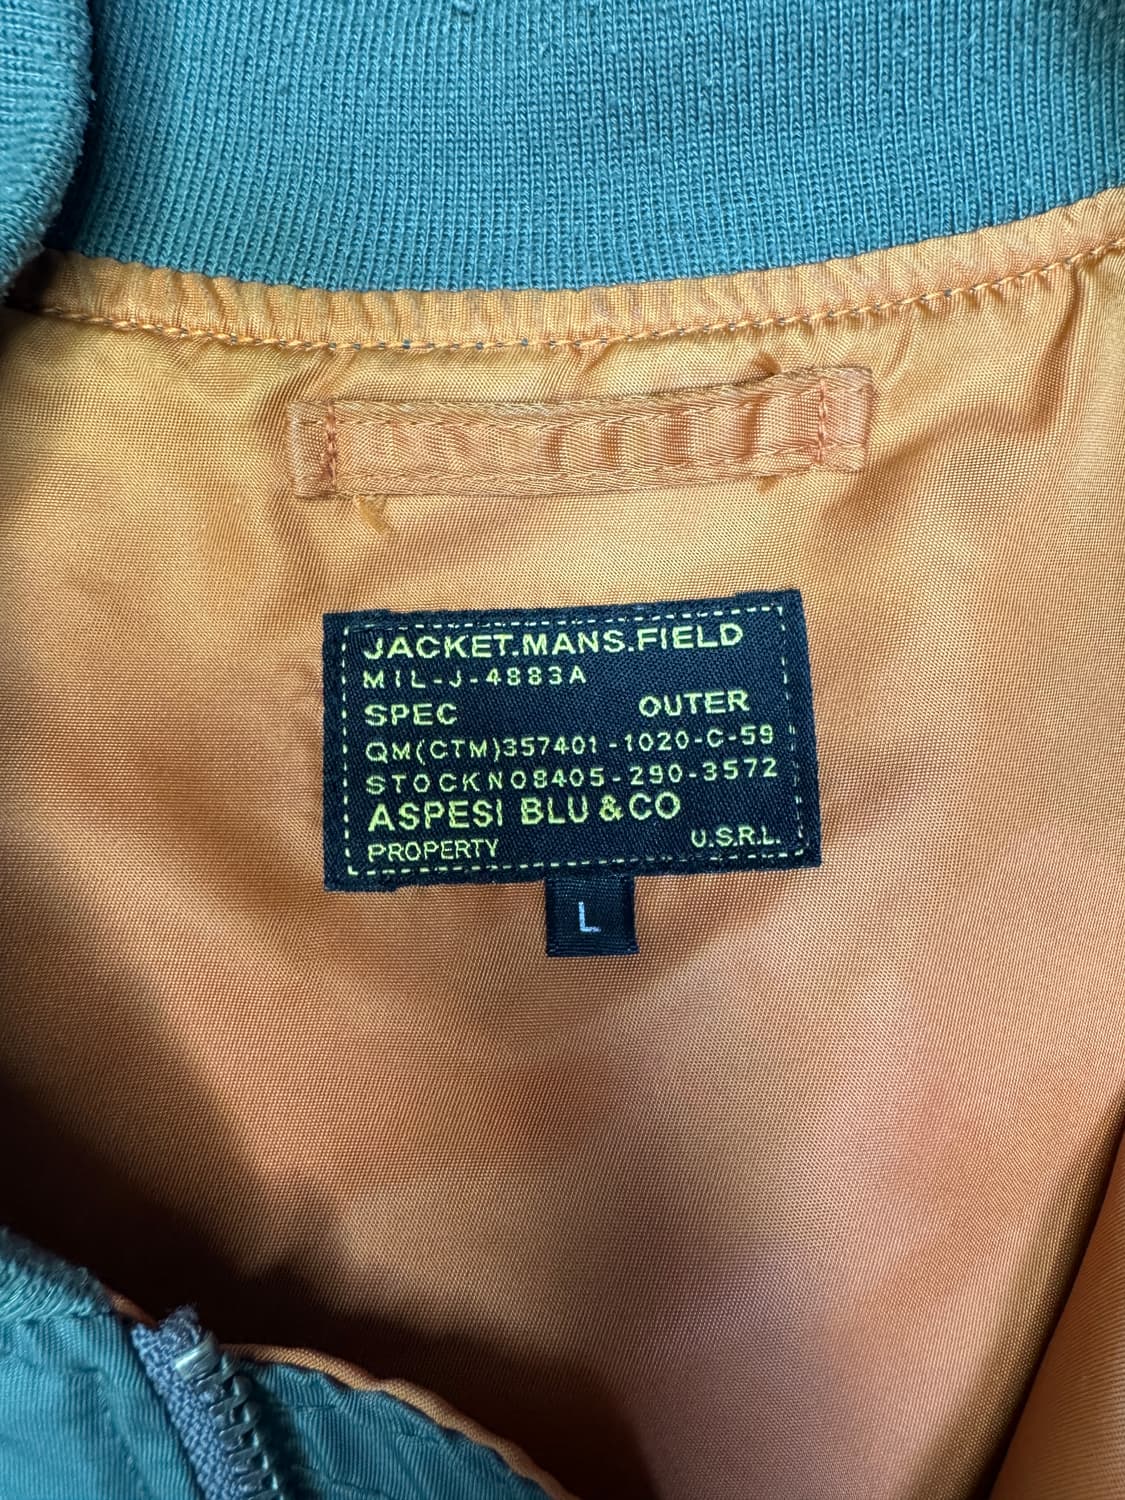 JACKET.MANS.FIELD
MIL-J-4883A
SPEC OUTER
QM(CTM)357401-1020-C-59
STOCKNO8405-290-3572
ASPESI BLU & CO
PROPERTY U.S.R.L.
L